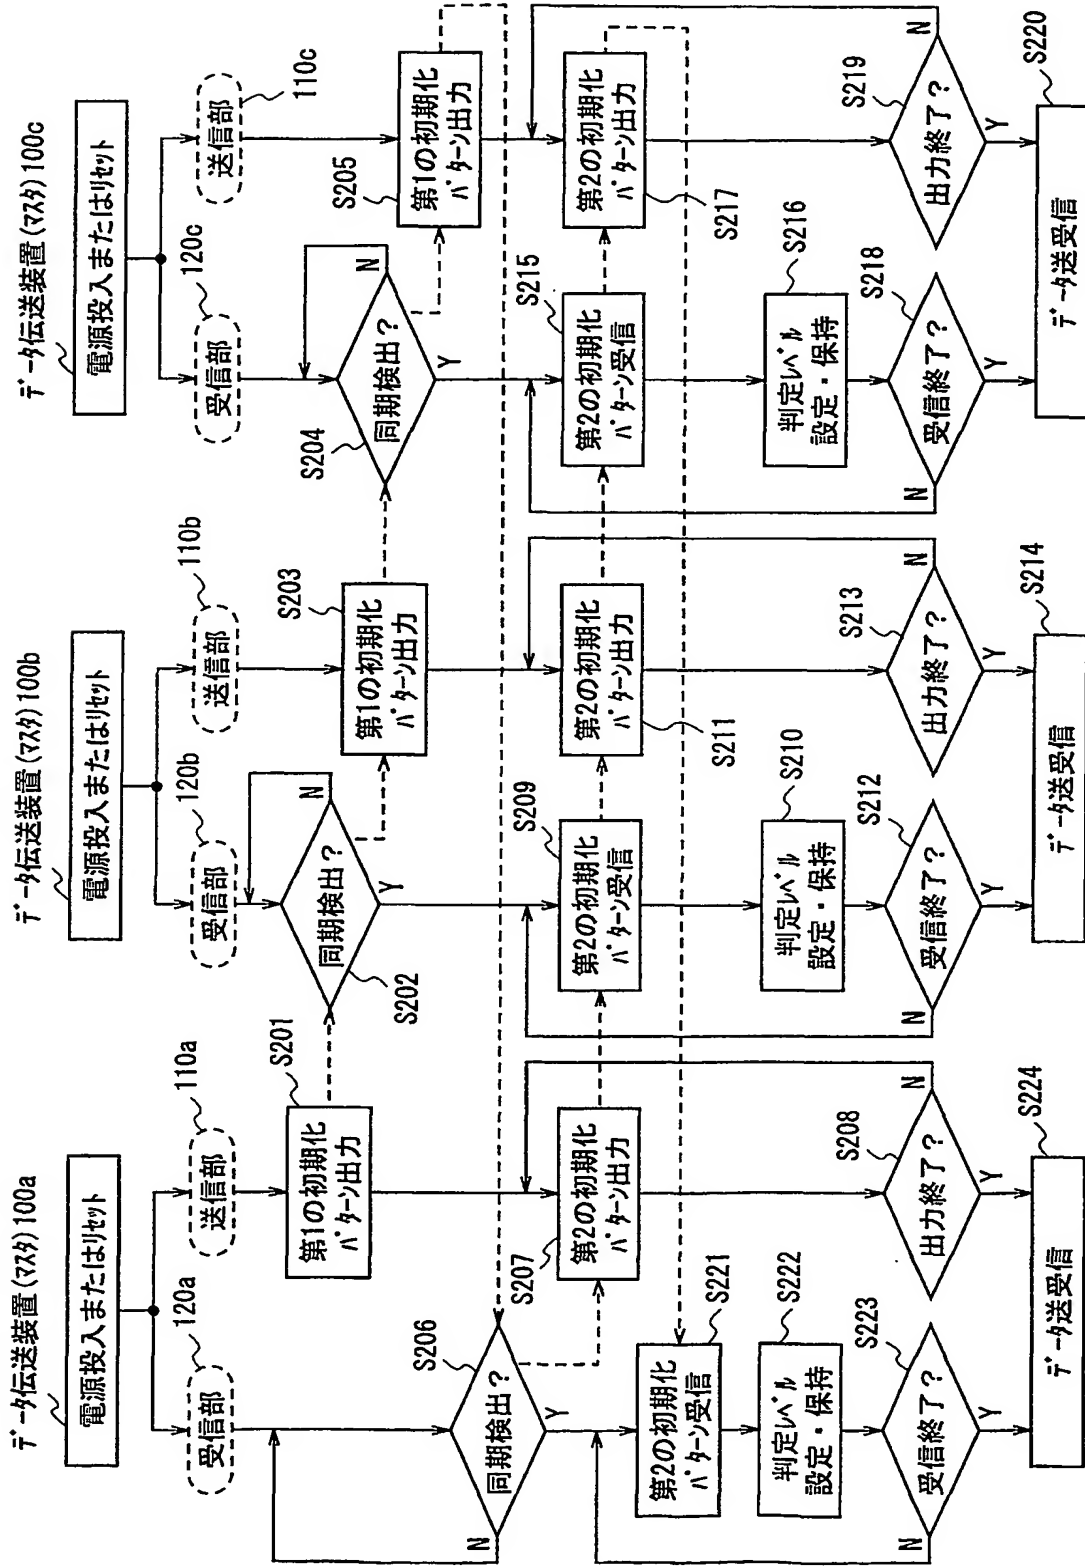 データ伝送装置(マスタ)100a
電源投入またはリセット
120a
受信部
110a
送信部
S201
第1の初期化
パターン出力
S206
同期検出?
N
Y
S207
第2の初期化
パターン出力
S221
第2の初期化
パターン受信
S222
判定レベル
設定・保持
S223
受信終了?
N
Y
S208
出力終了?
N
Y
S224
データ送受信
データ伝送装置(マスタ)100b
電源投入またはリセット
120b
受信部
110b
送信部
S202
同期検出?
N
Y
S203
第1の初期化
パターン出力
S209
第2の初期化
パターン受信
S211
第2の初期化
パターン出力
S210
判定レベル
設定・保持
S212
受信終了?
N
Y
S213
出力終了?
N
Y
S214
データ送受信
データ伝送装置(マスタ)100c
電源投入またはリセット
120c
受信部
110c
送信部
S204
同期検出?
N
Y
S205
第1の初期化
パターン出力
S215
第2の初期化
パターン受信
S217
第2の初期化
パターン出力
S216
判定レベル
設定・保持
S218
受信終了?
N
Y
S219
出力終了?
N
Y
S220
データ送受信